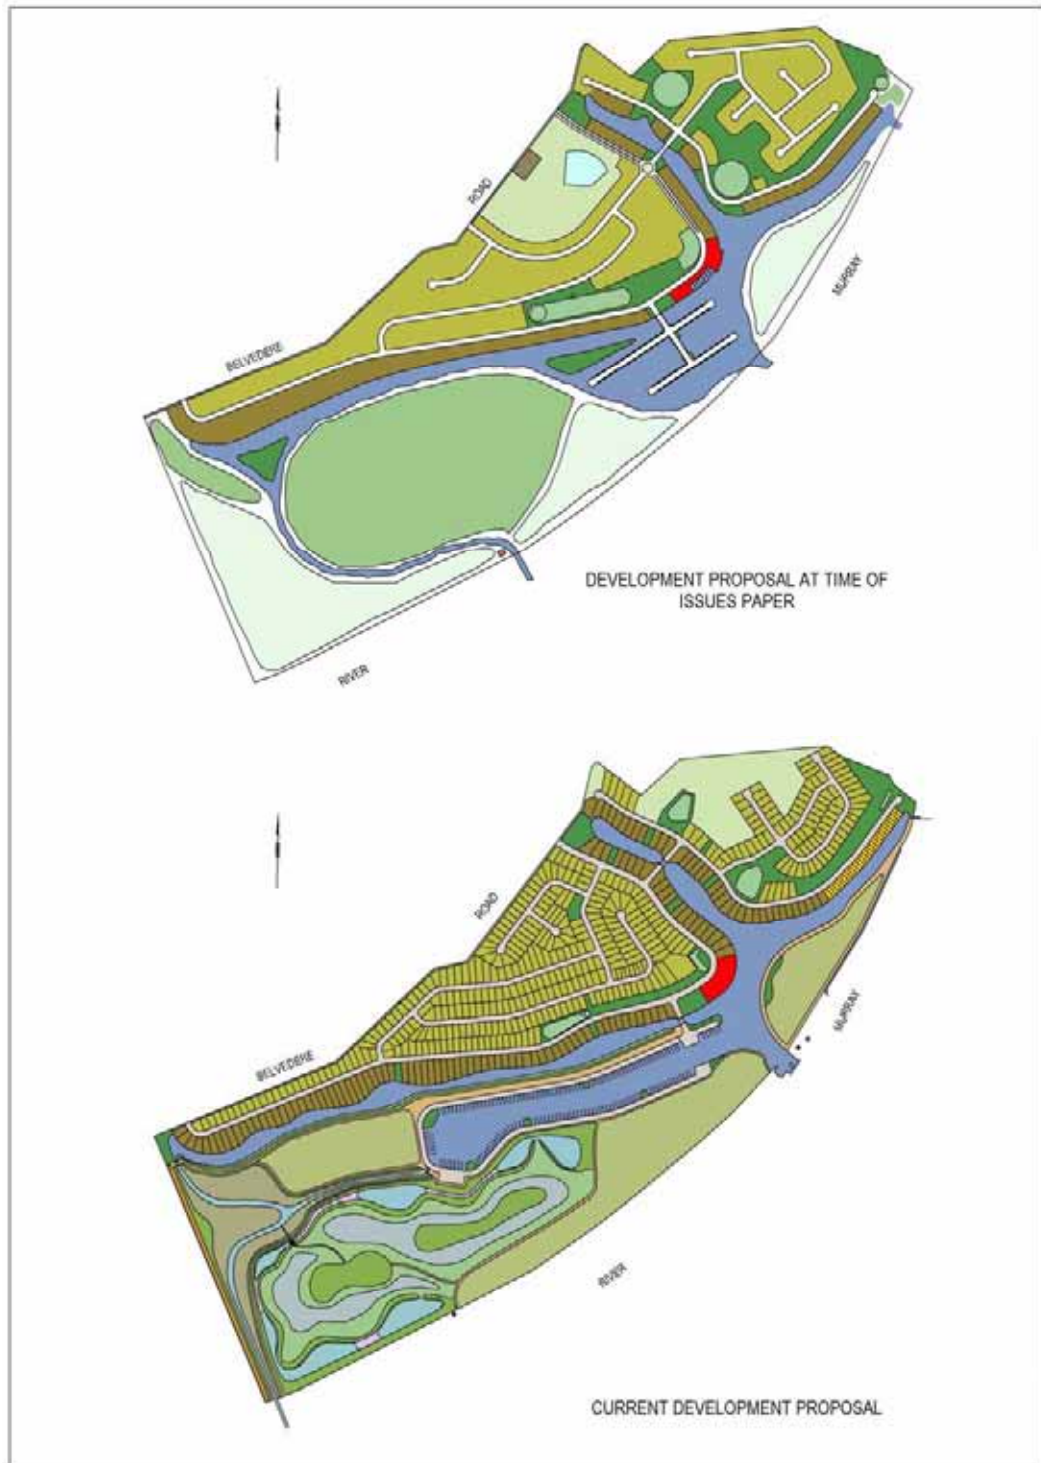 ROAD
MURRAY
BELVEDERE
DEVELOPMENT PROPOSAL AT TIME OF
ISSUES PAPER
RIVER
ROAD
MURRAY
BELVEDERE
RIVER
CURRENT DEVELOPMENT PROPOSAL